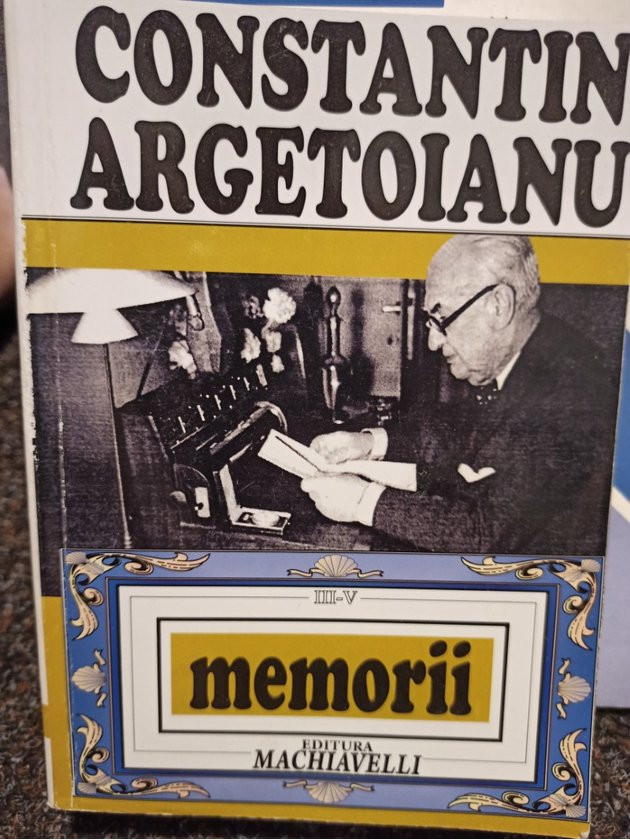 CONSTANTIN
ARGETOIANU
III-V
memorii
EDITURA
MACHIAVELLI